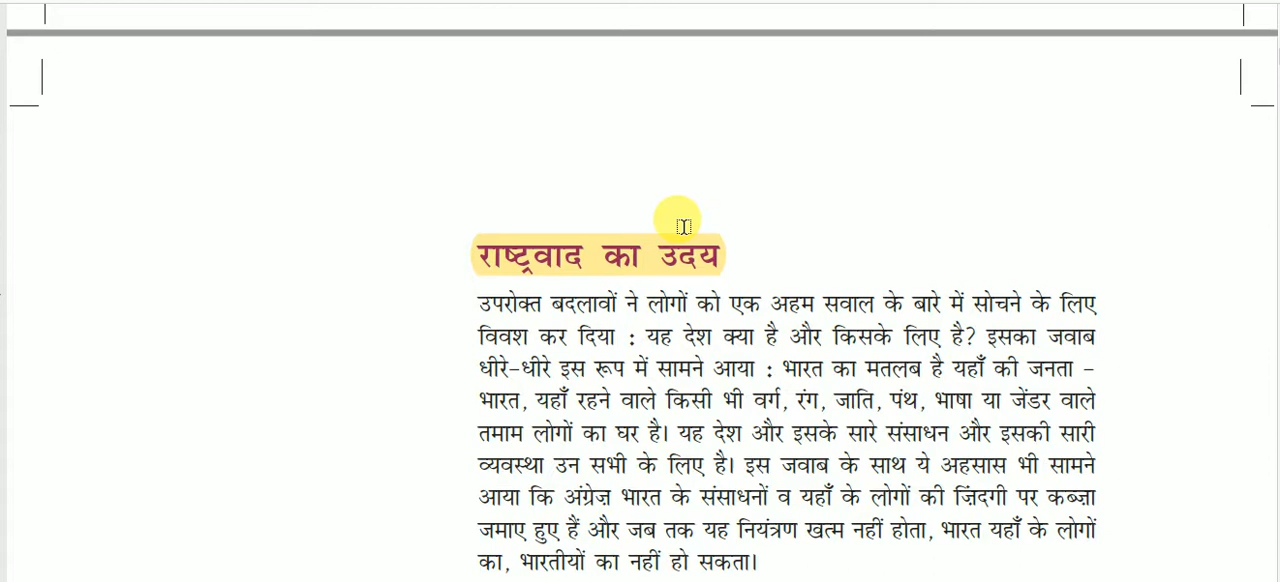 राष्ट्रवाद का उदय
उपरोक्त बदलावों ने लोगों को एक अहम सवाल के बारे में सोचने के लिए
विवश कर दिया : यह देश क्या है और किसके लिए है? इसका जवाब
धीरे-धीरे इस रूप में सामने आया : भारत का मतलब है यहाँ की जनता –
भारत, यहाँ रहने वाले किसी भी वर्ग, रंग, जाति, पंथ, भाषा या जेंडर वाले
तमाम लोगों का घर है। यह देश और इसके सारे संसाधन और इसकी सारी
व्यवस्था उन सभी के लिए है। इस जवाब के साथ ये अहसास भी सामने
आया कि अंग्रेज़ भारत के संसाधनों व यहाँ के लोगों की ज़िंदगी पर कब्ज़ा
जमाए हुए हैं और जब तक यह नियंत्रण खत्म नहीं होता, भारत यहाँ के लोगों
का, भारतीयों का नहीं हो सकता।